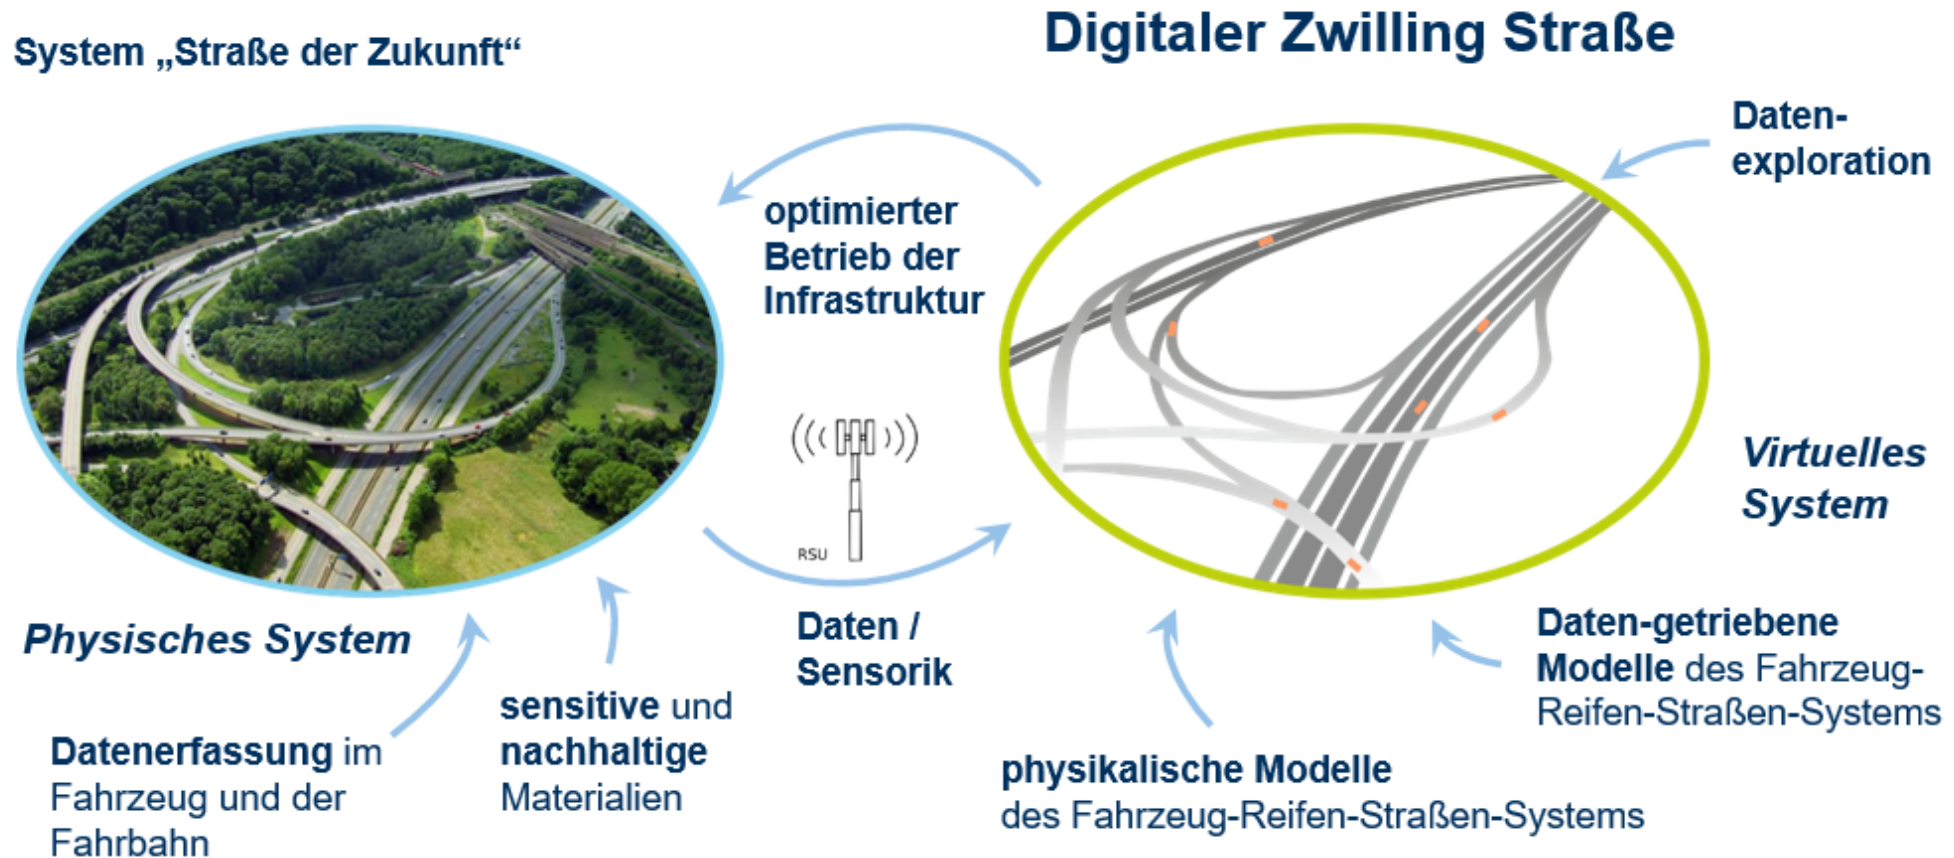 System „Straße der Zukunft“
Digitaler Zwilling Straße
Daten-
exploration
optimierter
Betrieb der
Infrastruktur
Virtuelles
System
RSU
Physisches System
Daten /
Sensorik
Daten-getriebene
Modelle des Fahrzeug-
Reifen-Straßen-Systems
sensitive und
nachhaltige
Materialien
Datenerfassung im
Fahrzeug und der
Fahrbahn
physikalische Modelle
des Fahrzeug-Reifen-Straßen-Systems